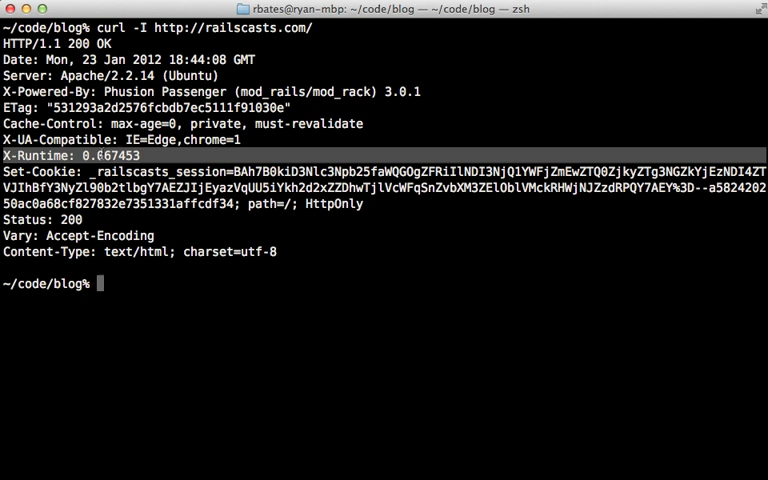 rbates@ryan-mbp: ~/code/blog — ~/code/blog — zsh
~/code/blog% curl -I http://railscasts.com/
HTTP/1.1 200 OK
Date: Mon, 23 Jan 2012 18:44:08 GMT
Server: Apache/2.2.14 (Ubuntu)
X-Powered-By: Phusion Passenger (mod_rails/mod_rack) 3.0.1
ETag: "531293a2d2576fcbdb7ec5111f91030e"
Cache-Control: max-age=0, private, must-revalidate
X-UA-Compatible: IE=Edge,chrome=1
X-Runtime: 0.067453
Set-Cookie: _railscasts_session=BAh7B0kiD3Nlc3Npb25faWQGOgZFRiIlNDI3NjQ1YWFjZmEwZTQ0ZjkyZTg3NGZkYjEzNDI4ZT
VJIhBfY3NyZl90b2tlbgY7AEZJIjEyazVqUU5iYkh2d2xZZDhwTjlVcWFqSnZvbXM3ZElOblVMckRHWjNJZzdRPQY7AEY%3D--a5824202
50ac0a68cf827832e7351331affcdf34; path=/; HttpOnly
Status: 200
Vary: Accept-Encoding
Content-Type: text/html; charset=utf-8
~/code/blog%